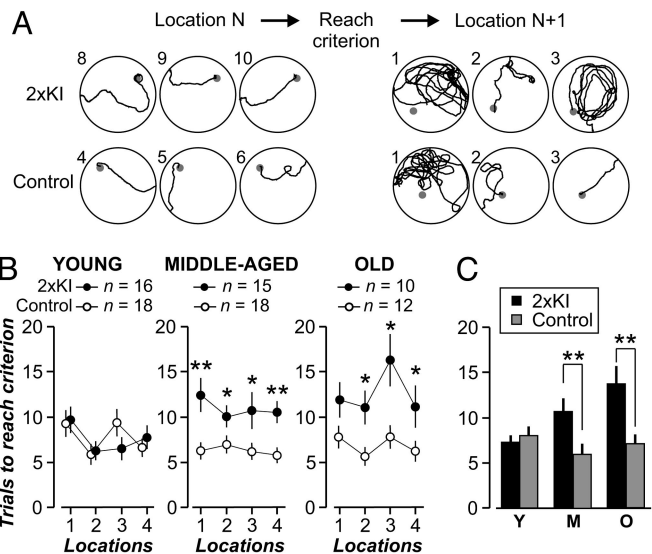 A
Location N → Reach criterion → Location N+1
2xKI
8 9 10 1 2 3
Control
4 5 6 1 2 3
B
YOUNG MIDDLE-AGED OLD
2xKI n = 16 n = 15 n = 10
Control n = 18 n = 18 n = 12
Trials to reach criterion
20 20 20
15 15 15
10 10 10
5 5 5
0 0 0
** * * **
* * *
1 2 3 4 1 2 3 4 1 2 3 4
Locations Locations Locations
C
2xKI
Control
** **
20
15
10
5
0
Y M O